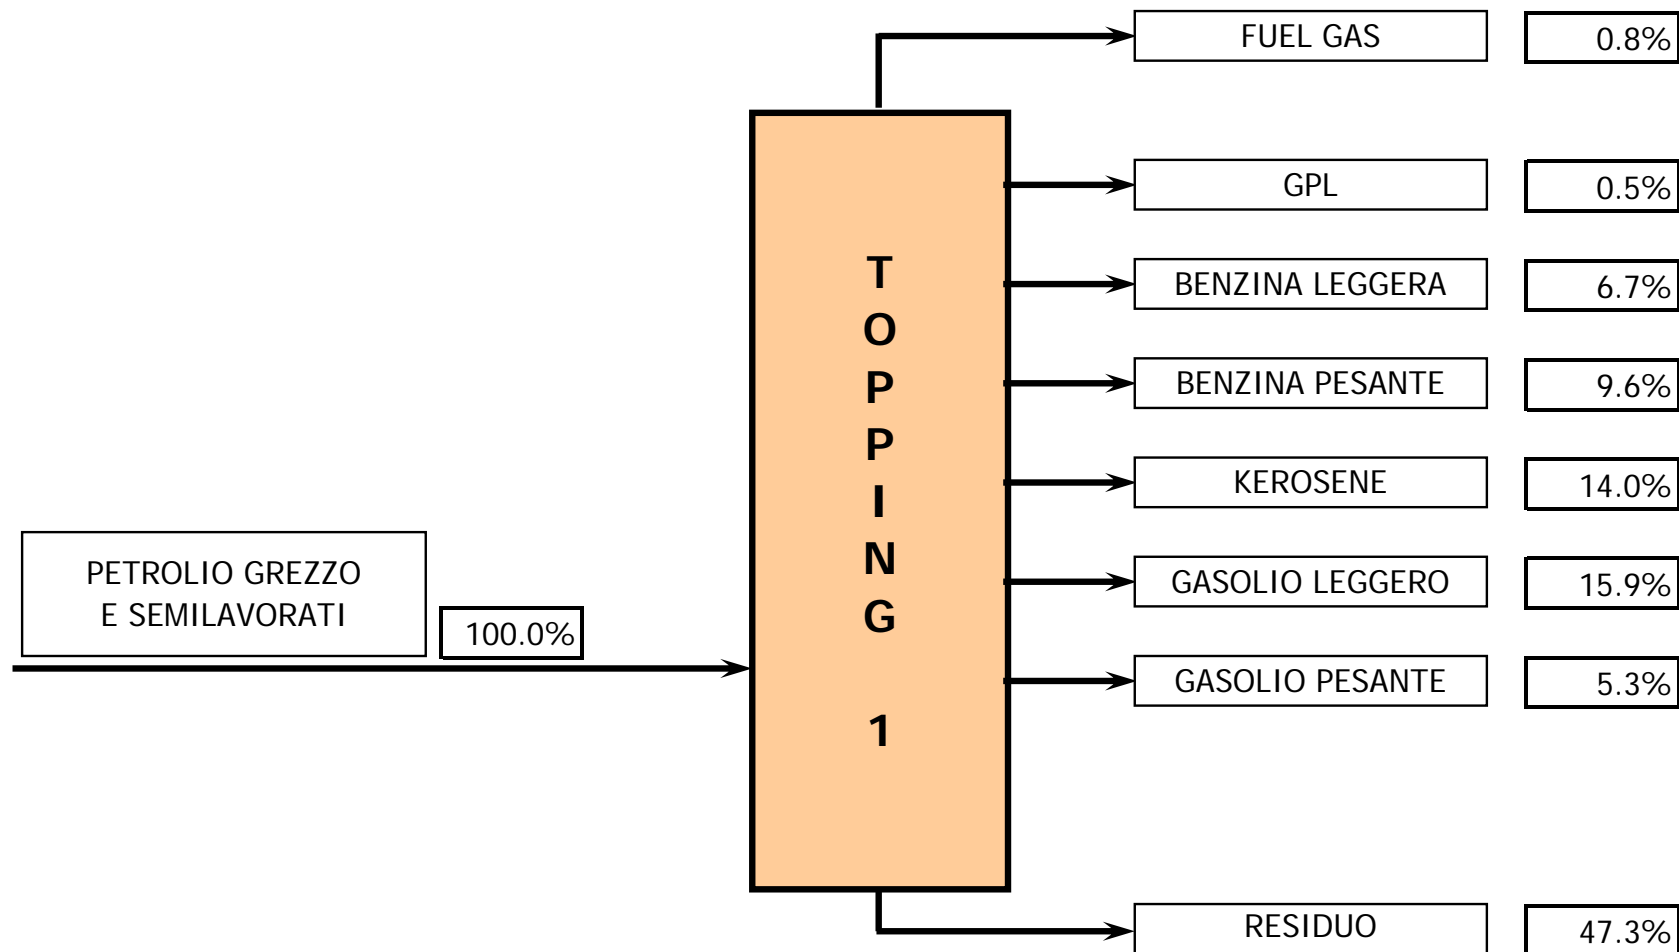 FUEL GAS 0.8%
GPL 0.5%
BENZINA LEGGERA 6.7%
BENZINA PESANTE 9.6%
KEROSENE 14.0%
GASOLIO LEGGERO 15.9%
GASOLIO PESANTE 5.3%
RESIDUO 47.3%
T
O
P
P
I
N
G
1
PETROLIO GREZZO
E SEMILAVORATI
100.0%